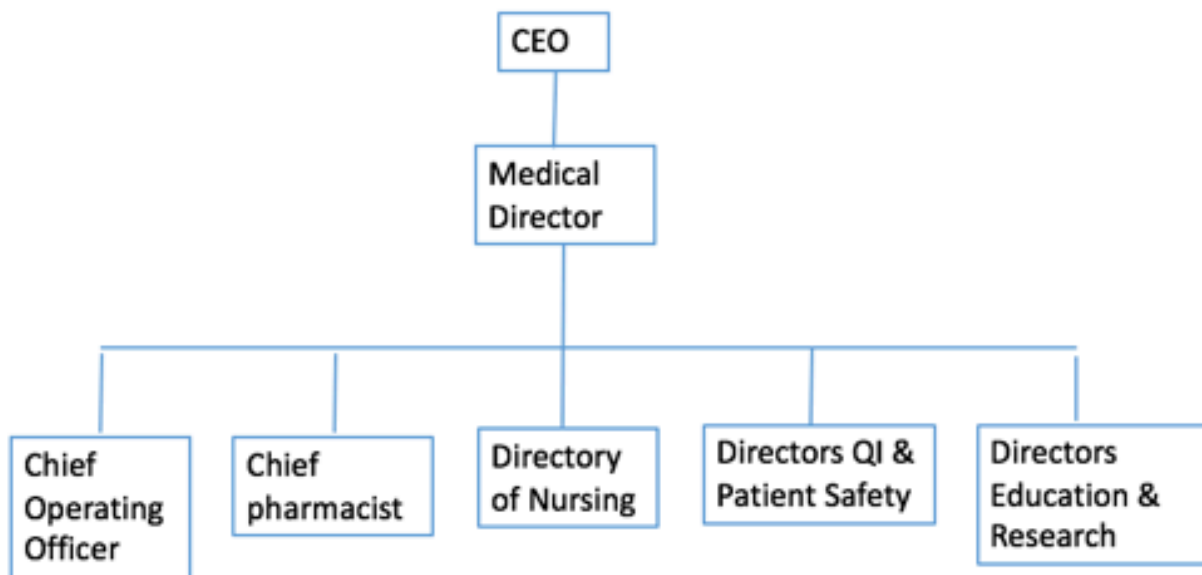 CEO
Medical
Director
Chief
Operating
Officer
Chief
pharmacist
Directory
of Nursing
Directors QI &
Patient Safety
Directors
Education &
Research